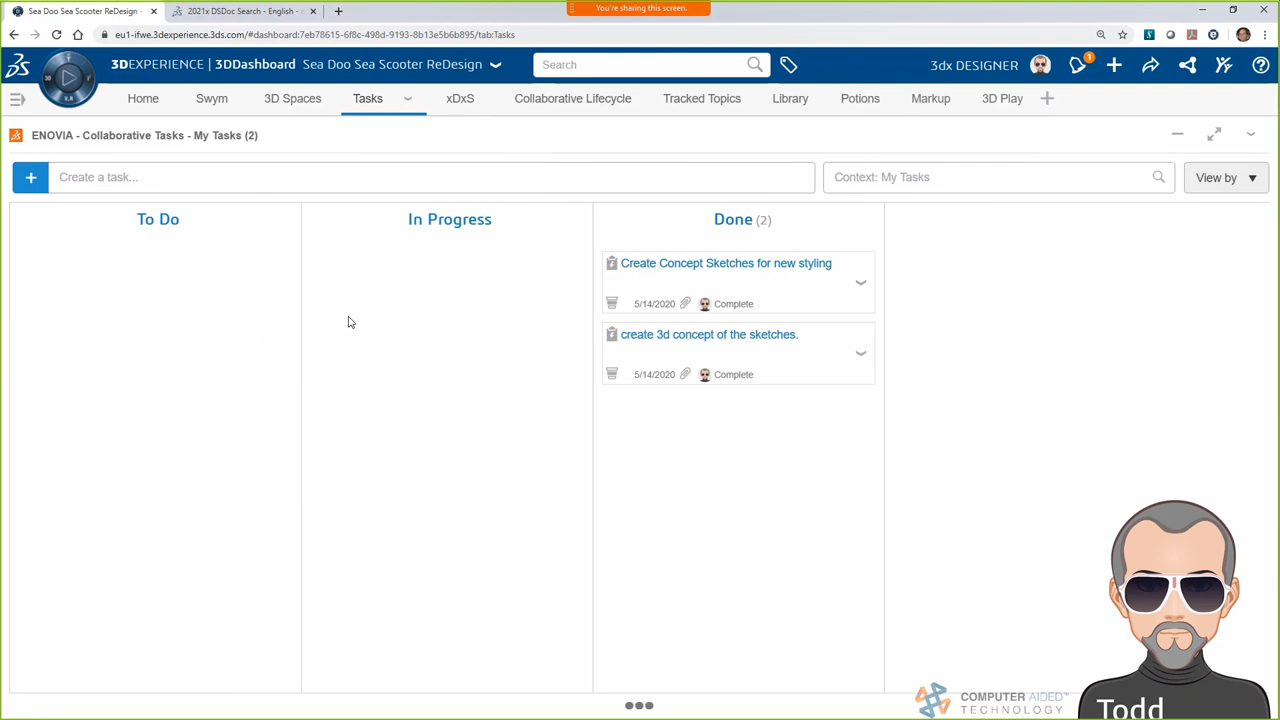 Sea Doo Sea Scooter ReDesign -
2021x DSDoc Search - English -
You're sharing this screen.
eu1-ifwe.3dexperience.3ds.com/#dashboard:7eb78615-6f8c-498d-9193-8b13e5b6b895/tab:Tasks
3DEXPERIENCE | 3DDashboard Sea Doo Sea Scooter ReDesign
Search
3dx DESIGNER
1
3D
V.R
Home Swym 3D Spaces Tasks xDxS Collaborative Lifecycle Tracked Topics Library Potions Markup 3D Play
ENOVIA - Collaborative Tasks - My Tasks (2)
Create a task...
Context: My Tasks
View by
To Do
In Progress
Done (2)
Create Concept Sketches for new styling
5/14/2020 Complete
create 3d concept of the sketches.
5/14/2020 Complete
COMPUTER AIDED™
TECHNOLOGY
Todd